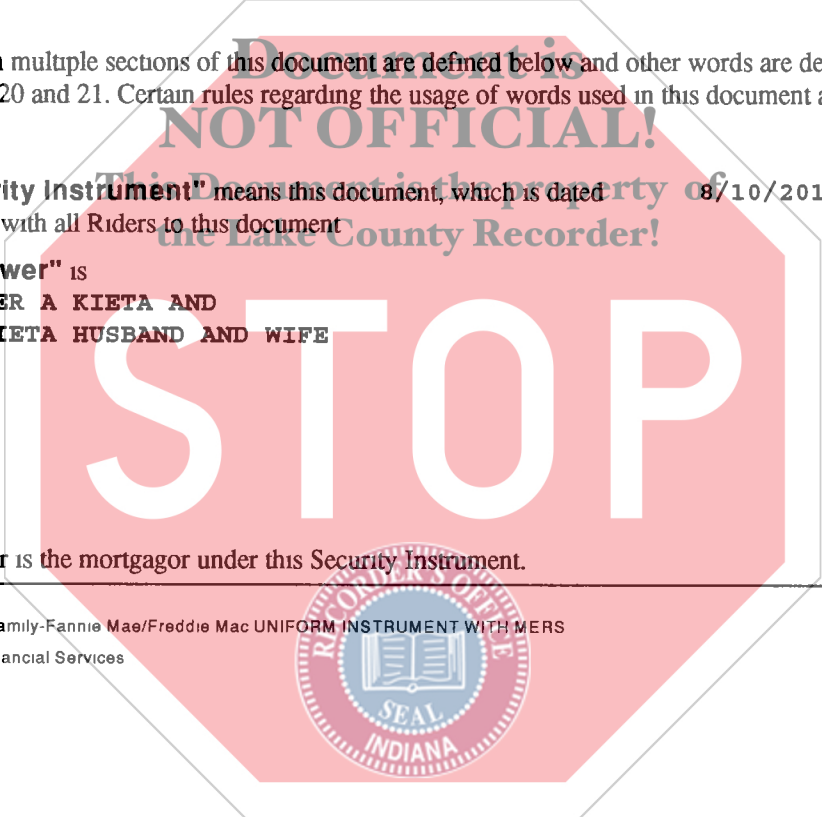 Document is
multiple sections of this document are defined below and other words are de
20 and 21. Certain rules regarding the usage of words used in this document a
NOT OFFICIAL!
This Document is the property of
rity Instrument" means this document, which is dated 8/10/201
with all Riders to this document
the Lake County Recorder!
wer" is
ER A KIETA AND
IETA HUSBAND AND WIFE
STOP
r is the mortgagor under this Security Instrument.
amily-Fannie Mae/Freddie Mac UNIFORM INSTRUMENT WITH MERS
ancial Services
RECORDER'S OFFICE
SEAL
INDIANA